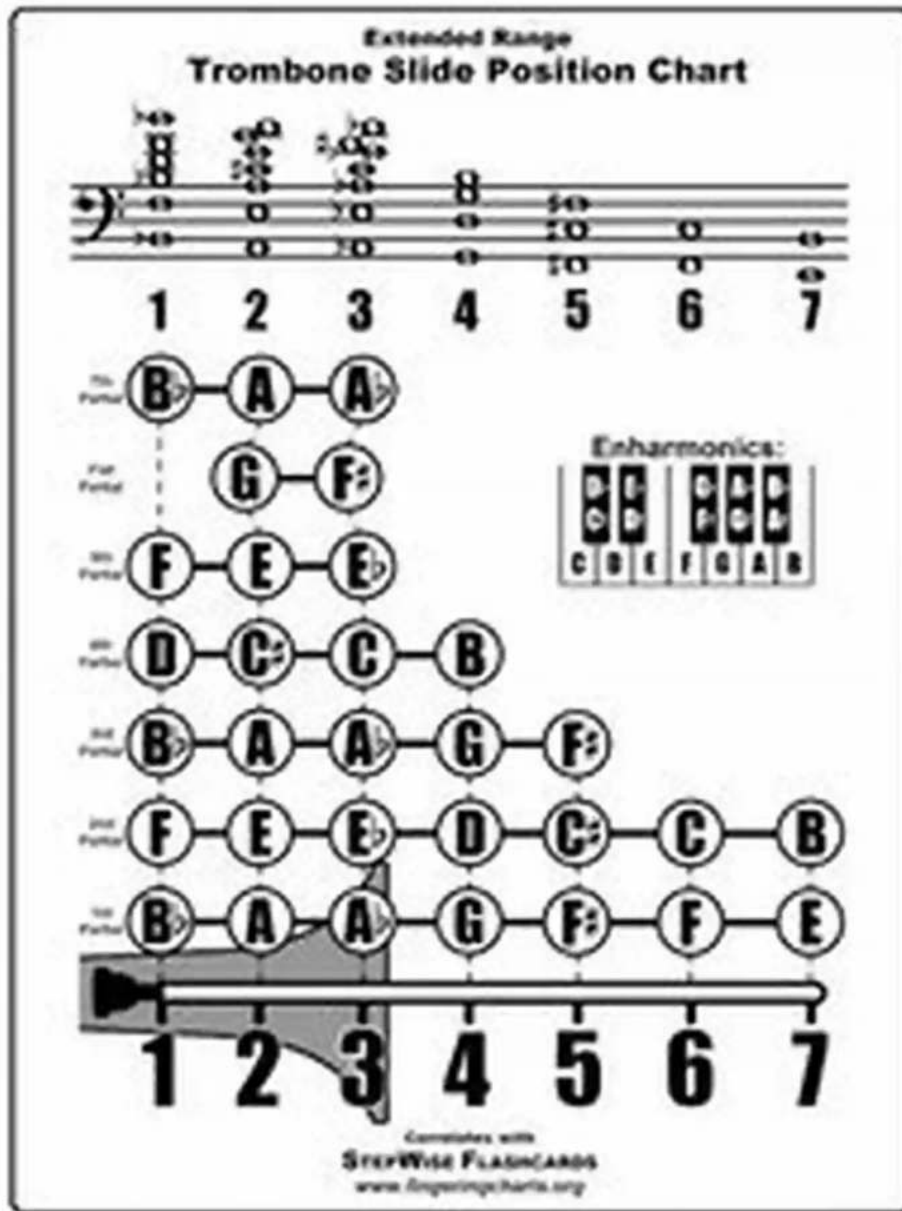 Extended Range
Trombone Slide Position Chart
1 2 3 4 5 6 7
B♭ A A♭
G F♯
Enharmonics:
F E E♭
C D E F G A B
D C♯ C B
B♭ A A♭ G F♯
F E E♭ D C♯ C B
B♭ A A♭ G F♯ F E
1 2 3 4 5 6 7
Correlates with
STEPWISE FLASHCARDS
www.fingeringcharts.org